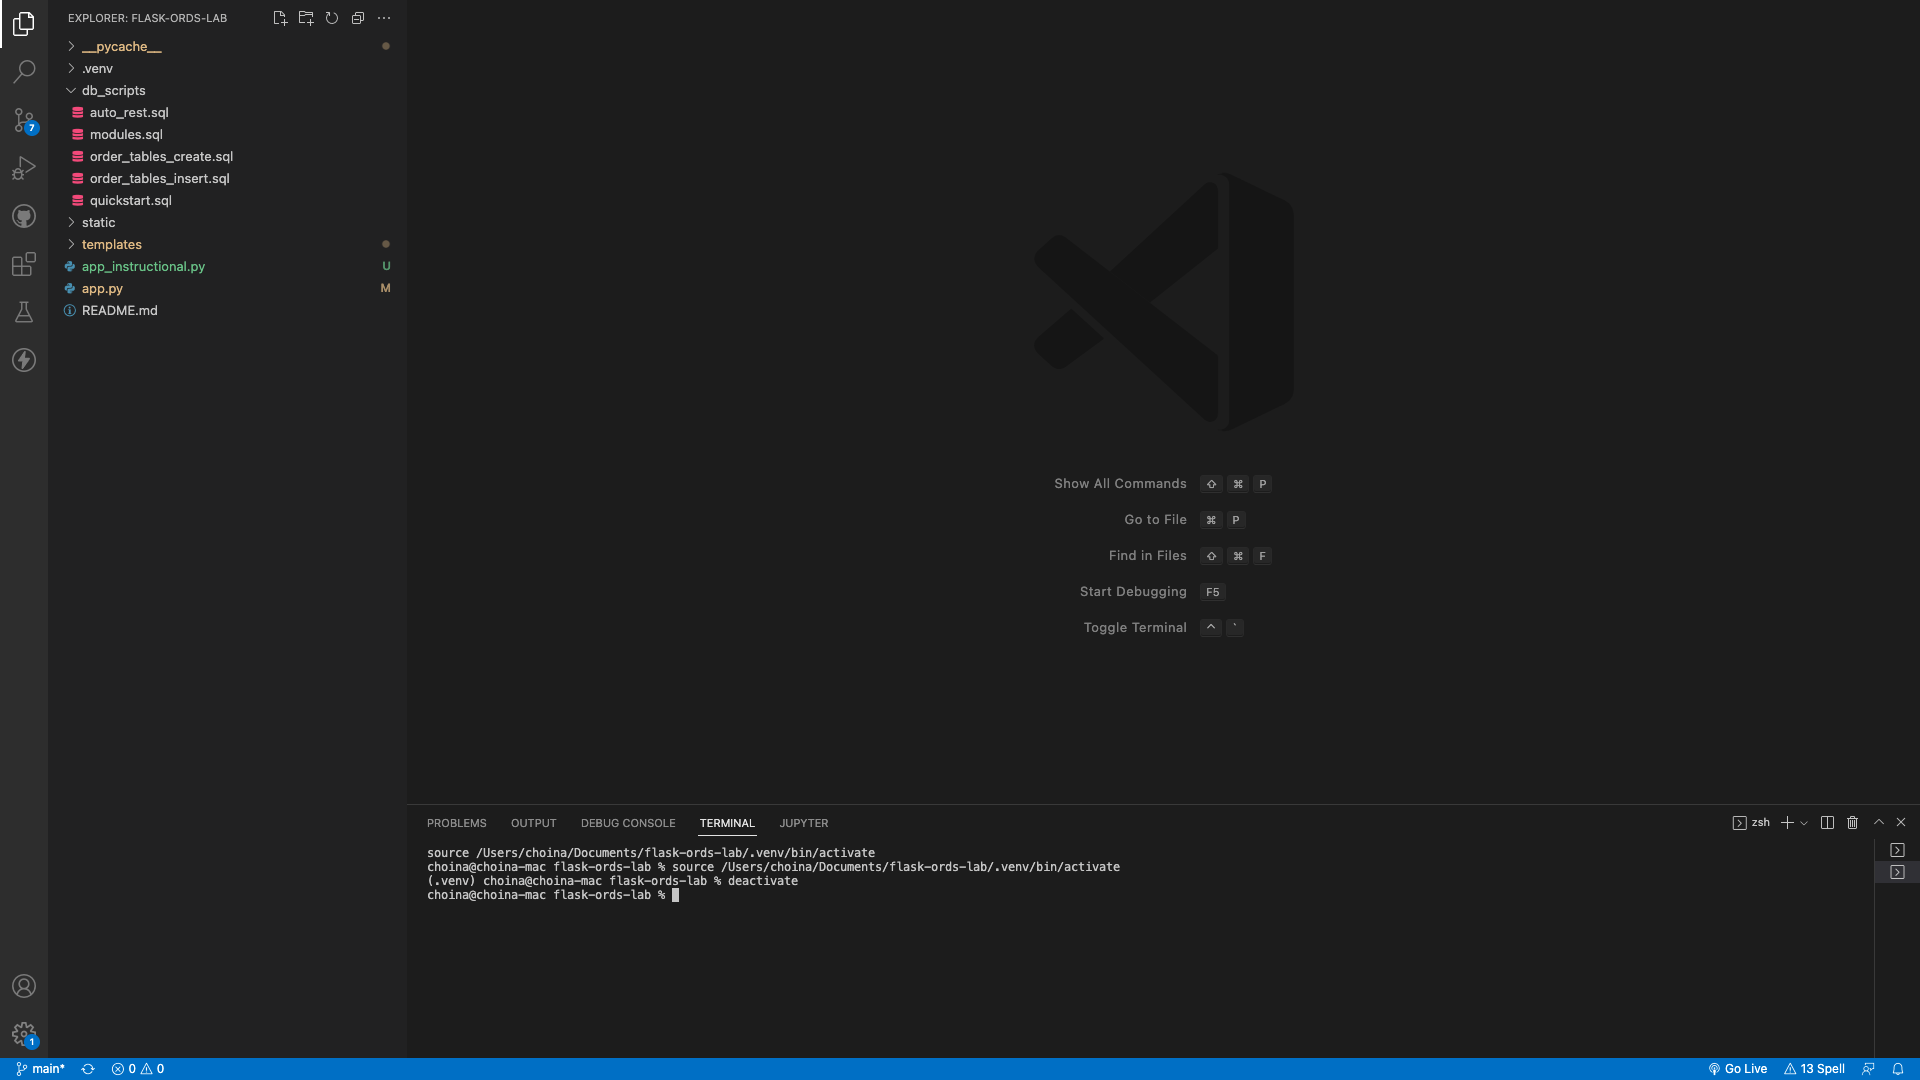 EXPLORER: FLASK-ORDS-LAB
__pycache__
.venv
db_scripts
auto_rest.sql
modules.sql
7
order_tables_create.sql
order_tables_insert.sql
quickstart.sql
static
templates
app_instructional.py U
app.py M
README.md
Show All Commands ⇧ ⌘ P
Go to File ⌘ P
Find in Files ⇧ ⌘ F
Start Debugging F5
Toggle Terminal ^ `
PROBLEMS OUTPUT DEBUG CONSOLE TERMINAL JUPYTER zsh
source /Users/choina/Documents/flask-ords-lab/.venv/bin/activate
choina@choina-mac flask-ords-lab % source /Users/choina/Documents/flask-ords-lab/.venv/bin/activate
(.venv) choina@choina-mac flask-ords-lab % deactivate
choina@choina-mac flask-ords-lab %
1
main* 0 0 Go Live 13 Spell